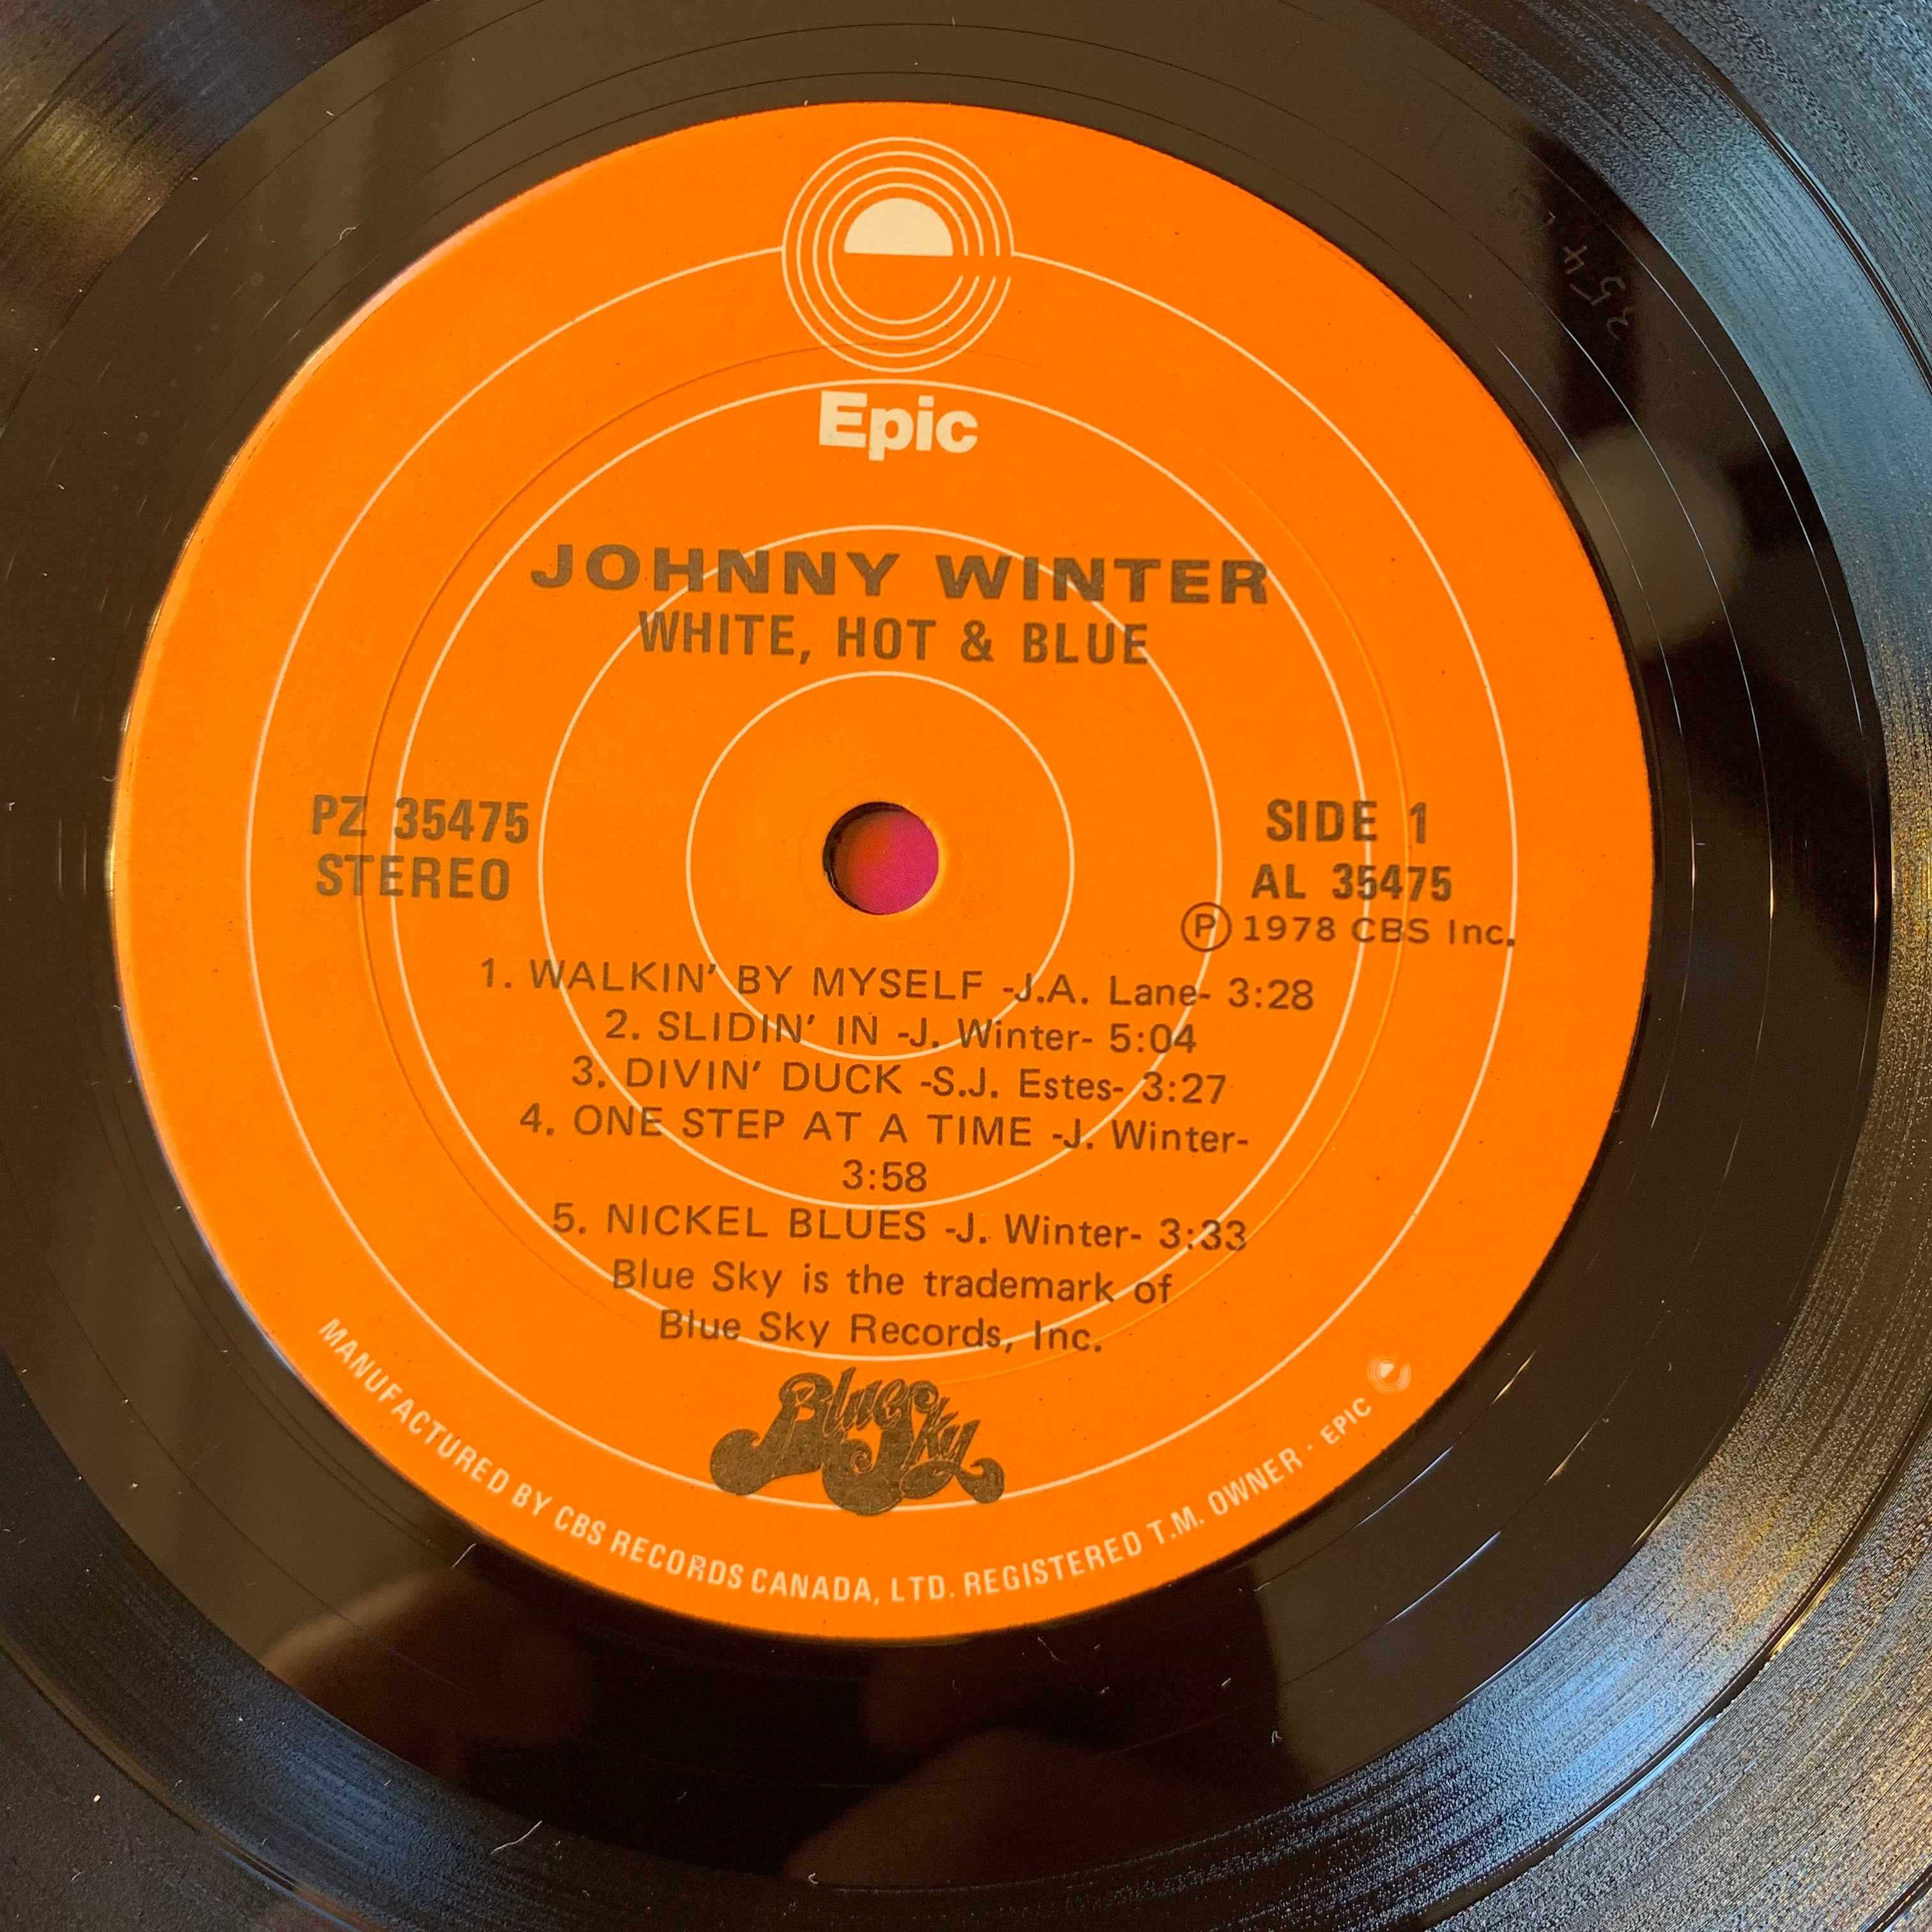 Epic
JOHNNY WINTER
WHITE, HOT & BLUE
PZ 35475
STEREO
SIDE 1
AL 35475
Ⓟ 1978 CBS Inc.
1. WALKIN' BY MYSELF -J.A. Lane- 3:28
2. SLIDIN' IN -J. Winter- 5:04
3. DIVIN' DUCK -S.J. Estes- 3:27
4. ONE STEP AT A TIME -J. Winter-
3:58
5. NICKEL BLUES -J. Winter- 3:33
Blue Sky is the trademark of
Blue Sky Records, Inc.
Blue Sky
MANUFACTURED BY CBS RECORDS CANADA, LTD. REGISTERED T.M. OWNER · EPIC